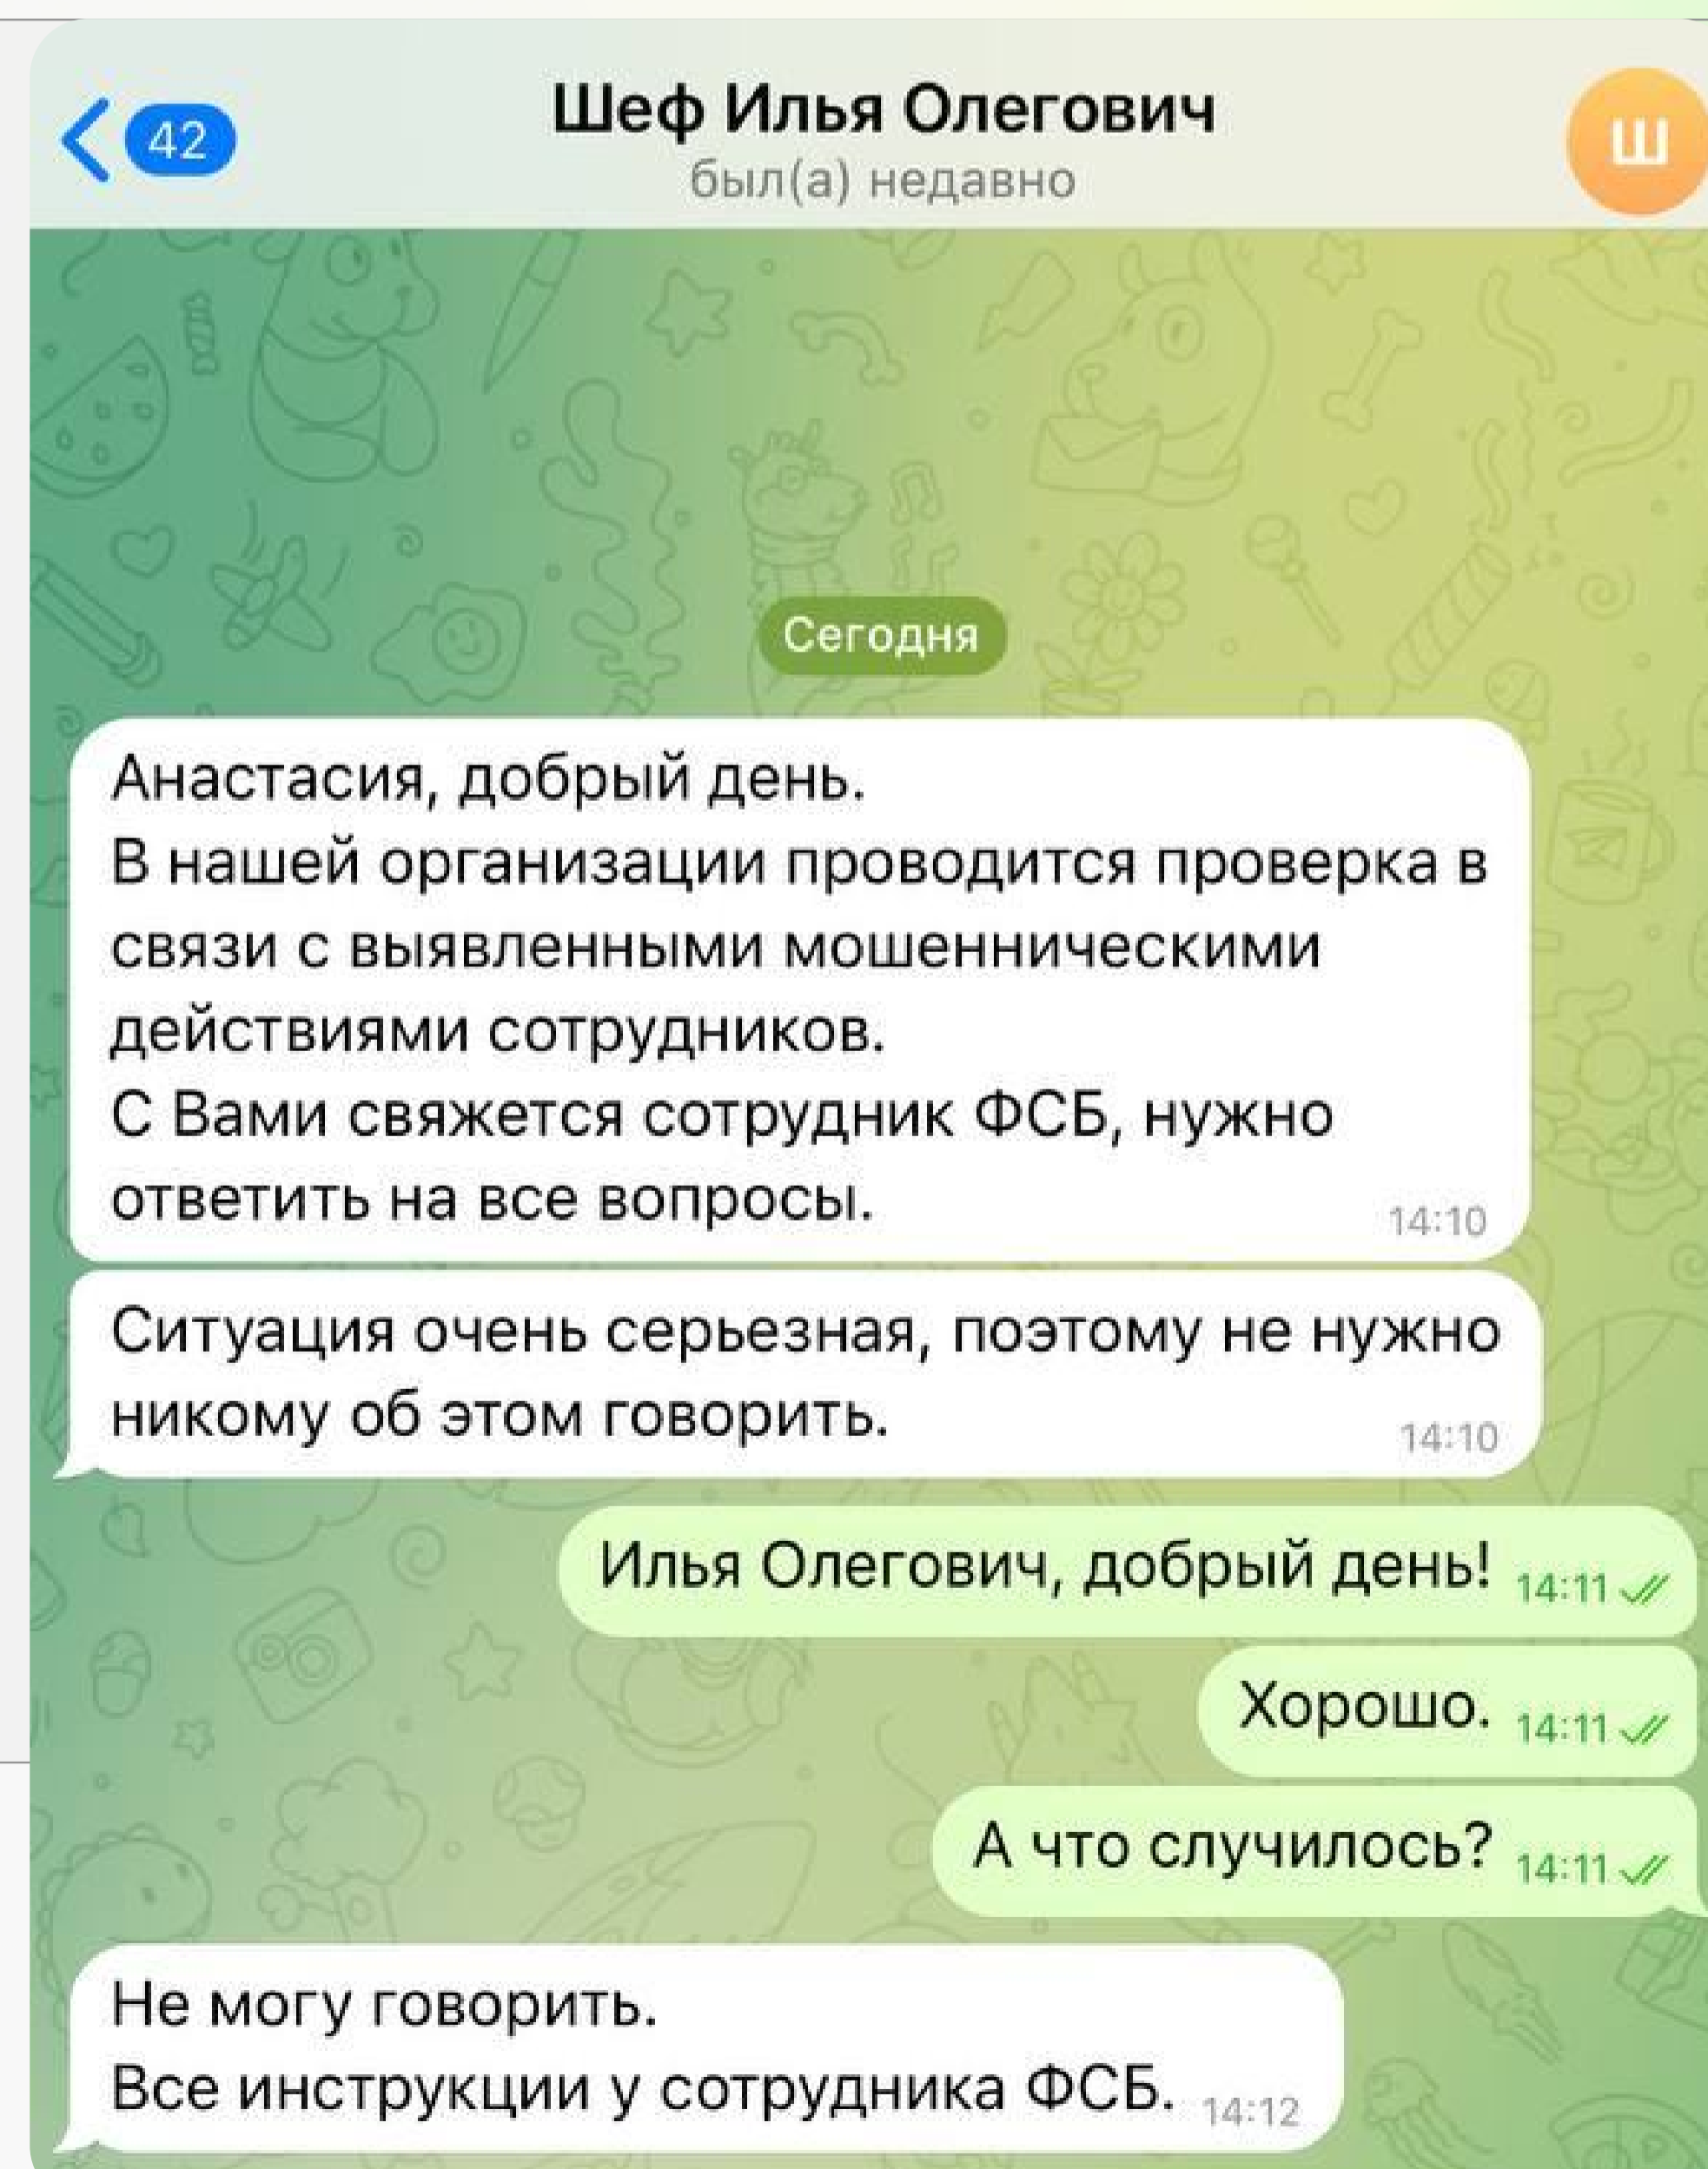 42
Шеф Илья Олегович
Ш
был(а) недавно
Сегодня
Анастасия, добрый день.
В нашей организации проводится проверка в
связи с выявленными мошенническими
действиями сотрудников.
С Вами свяжется сотрудник ФСБ, нужно
ответить на все вопросы.
14:10
Ситуация очень серьезная, поэтому не нужно
никому об этом говорить.
14:10
Илья Олегович, добрый день! 14:11
Хорошо. 14:11
А что случилось? 14:11
Не могу говорить.
Все инструкции у сотрудника ФСБ. 14:12